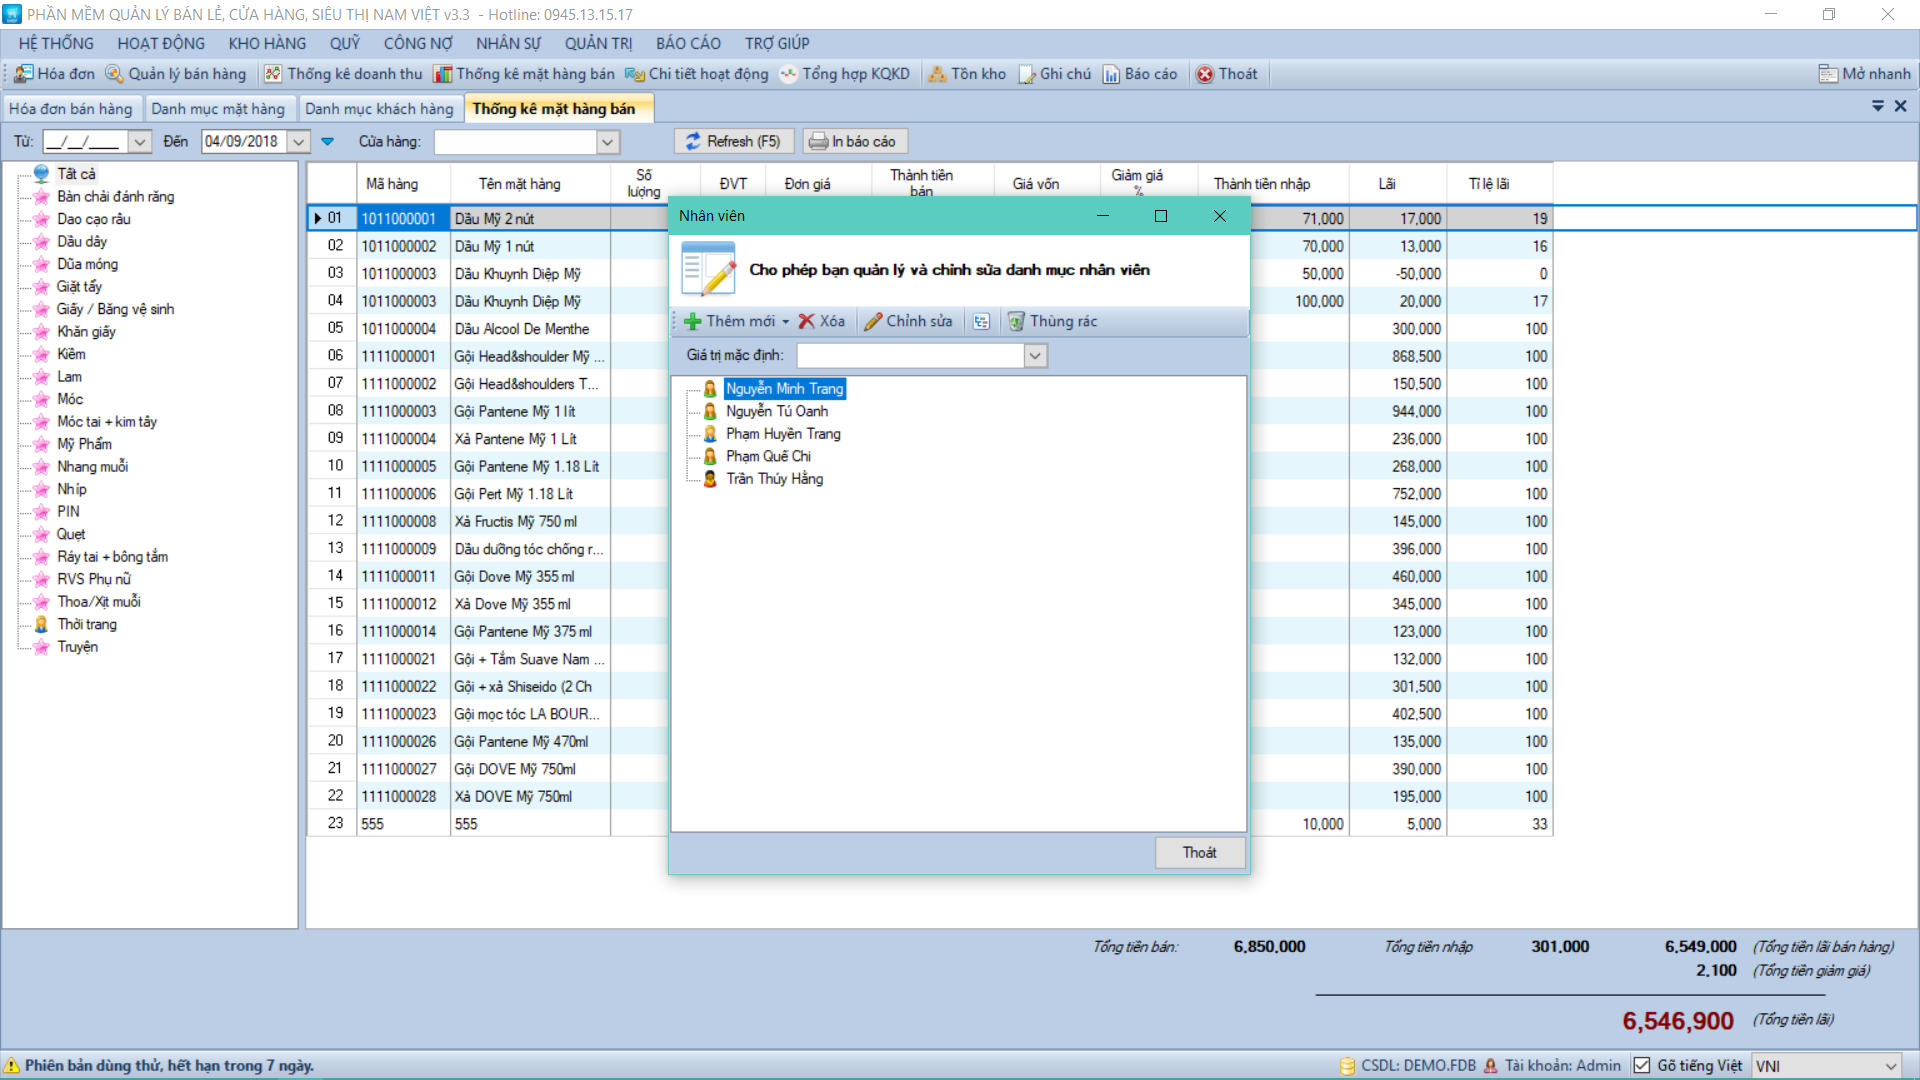 PHẦN MỀM QUẢN LÝ BÁN LẺ, CỬA HÀNG, SIÊU THỊ NAM VIỆT v3.3 - Hotline: 0945.13.15.17
HỆ THỐNG HOẠT ĐỘNG KHO HÀNG QUỸ CÔNG NỢ NHÂN SỰ QUẢN TRỊ BÁO CÁO TRỢ GIÚP
Hóa đơn Quản lý bán hàng Thống kê doanh thu Thống kê mặt hàng bán Chi tiết hoạt động Tổng hợp KQKD Tồn kho Ghi chú Báo cáo Thoát Mở nhanh
Hóa đơn bán hàng Danh mục mặt hàng Danh mục khách hàng Thống kê mặt hàng bán
Từ: __/__/____ Đến 04/09/2018 Cửa hàng: Refresh (F5) In báo cáo
Tất cả
Bàn chải đánh răng
Dao cạo râu
Dầu dây
Dũa móng
Giặt tẩy
Giấy / Băng vệ sinh
Khăn giấy
Kiềm
Lam
Móc
Móc tai + kim tây
Mỹ Phẩm
Nhang muỗi
Nhíp
PIN
Quẹt
Ráy tai + bông tắm
RVS Phụ nữ
Thoa/Xịt muỗi
Thời trang
Truyện
Mã hàng Tên mặt hàng Số lượng ĐVT Đơn giá Thành tiền bán Giá vốn Giảm giá % Thành tiền nhập Lãi Tỉ lệ lãi
01 1011000001 Dầu Mỹ 2 nút 71,000 17,000 19
02 1011000002 Dầu Mỹ 1 nút 70,000 13,000 16
03 1011000003 Dầu Khuynh Diệp Mỹ 50,000 -50,000 0
04 1011000003 Dầu Khuynh Diệp Mỹ 100,000 20,000 17
05 1011000004 Dầu Alcool De Menthe 300,000 100
06 1111000001 Gội Head&shoulder Mỹ ... 868,500 100
07 1111000002 Gội Head&shoulders T... 150,500 100
08 1111000003 Gội Pantene Mỹ 1 lít 944,000 100
09 1111000004 Xả Pantene Mỹ 1 Lít 236,000 100
10 1111000005 Gội Pantene Mỹ 1.18 Lít 268,000 100
11 1111000006 Gội Pert Mỹ 1.18 Lít 752,000 100
12 1111000008 Xả Fructis Mỹ 750 ml 145,000 100
13 1111000009 Dầu dưỡng tóc chống r... 396,000 100
14 1111000011 Gội Dove Mỹ 355 ml 460,000 100
15 1111000012 Xả Dove Mỹ 355 ml 345,000 100
16 1111000014 Gội Pantene Mỹ 375 ml 123,000 100
17 1111000021 Gội + Tắm Suave Nam ... 132,000 100
18 1111000022 Gội + xả Shiseido (2 Ch 301,500 100
19 1111000023 Gội mọc tóc LA BOUR... 402,500 100
20 1111000026 Gội Pantene Mỹ 470ml 135,000 100
21 1111000027 Gội DOVE Mỹ 750ml 390,000 100
22 1111000028 Xả DOVE Mỹ 750ml 195,000 100
23 555 555 10,000 5,000 33
Nhân viên
Cho phép bạn quản lý và chỉnh sửa danh mục nhân viên
Thêm mới Xóa Chỉnh sửa Thùng rác
Giá trị mặc định:
Nguyễn Minh Trang
Nguyễn Tú Oanh
Phạm Huyền Trang
Phạm Quế Chi
Trần Thúy Hằng
Thoát
Tổng tiền bán: 6,850,000 Tổng tiền nhập 301,000 6,549,000 (Tổng tiền lãi bán hàng)
2,100 (Tổng tiền giảm giá)
6,546,900 (Tổng tiền lãi)
Phiên bản dùng thử, hết hạn trong 7 ngày. CSDL: DEMO.FDB Tài khoản: Admin Gõ tiếng Việt VNI